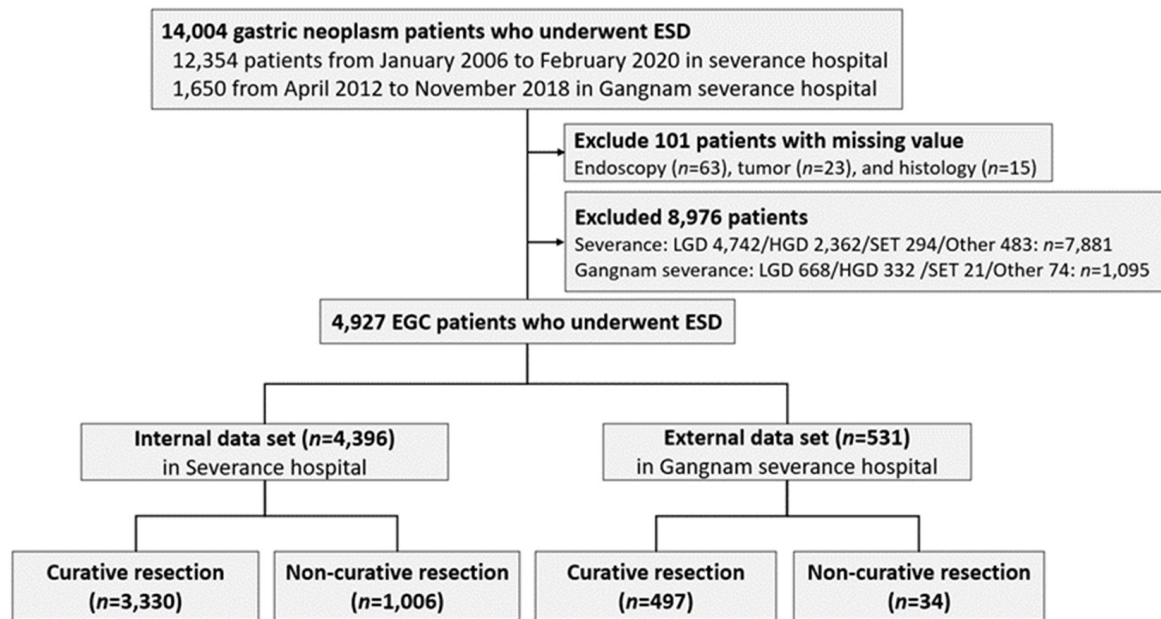 14,004 gastric neoplasm patients who underwent ESD
12,354 patients from January 2006 to February 2020 in severance hospital
1,650 from April 2012 to November 2018 in Gangnam severance hospital
Exclude 101 patients with missing value
Endoscopy (n=63), tumor (n=23), and histology (n=15)
Excluded 8,976 patients
Severance: LGD 4,742/HGD 2,362/SET 294/Other 483: n=7,881
Gangnam severance: LGD 668/HGD 332 /SET 21/Other 74: n=1,095
4,927 EGC patients who underwent ESD
Internal data set (n=4,396)
in Severance hospital
External data set (n=531)
in Gangnam severance hospital
Curative resection
(n=3,330)
Non-curative resection
(n=1,006)
Curative resection
(n=497)
Non-curative resection
(n=34)